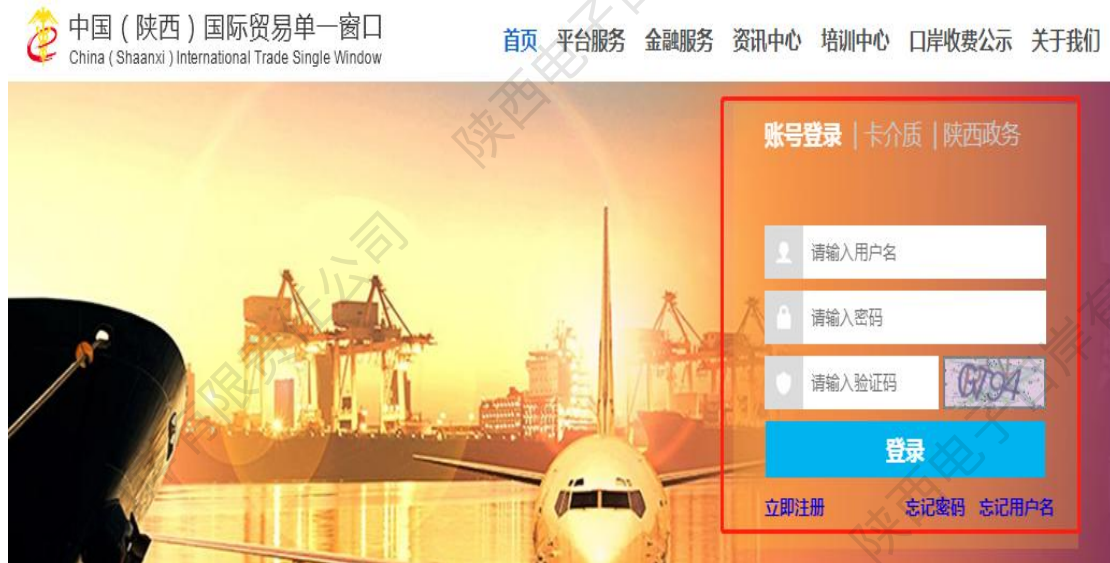 中国（陕西）国际贸易单一窗口
China ( Shaanxi ) International Trade Single Window
首页 平台服务 金融服务 资讯中心 培训中心 口岸收费公示 关于我们
账号登录 | 卡介质 | 陕西政务
请输入用户名
请输入密码
请输入验证码 G794
登录
立即注册 忘记密码 忘记用户名